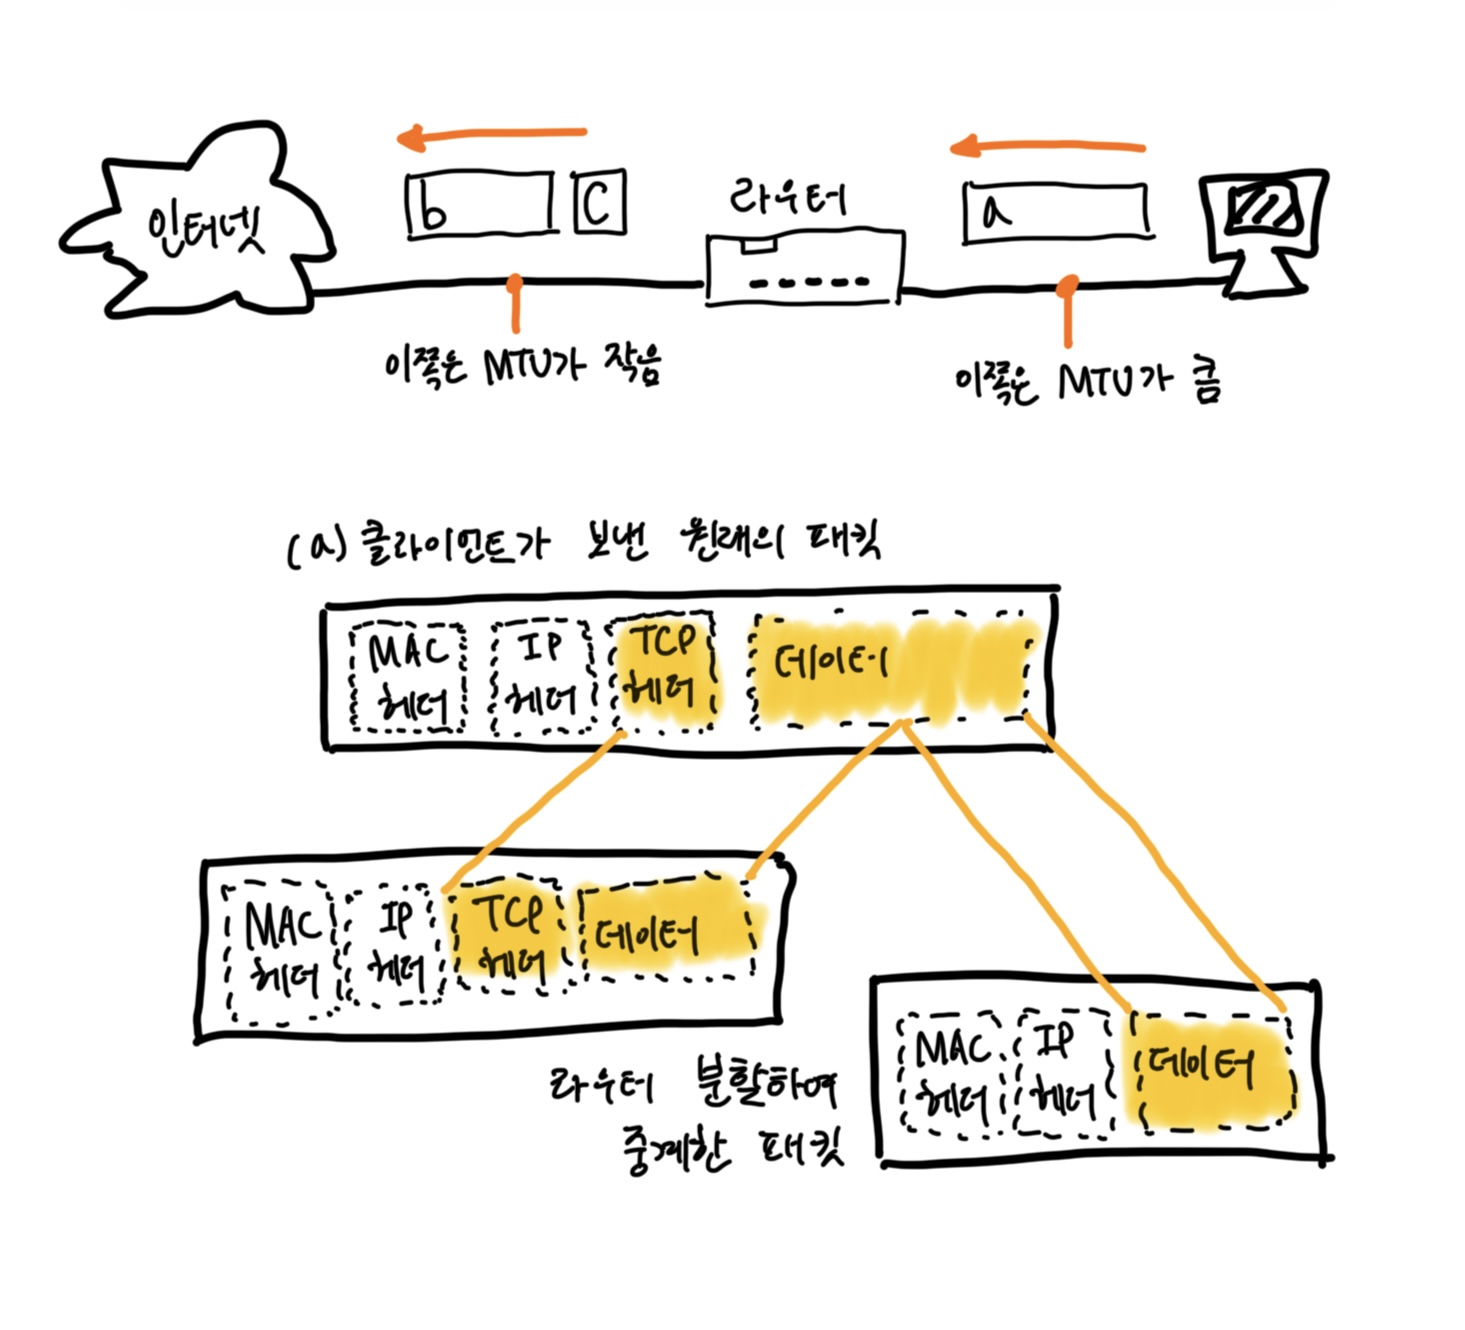 인터넷
b
C
라우터
a
이쪽은 MTU가 작음
이쪽은 MTU가 큼
(a) 클라이언트가 보낸 원래의 패킷
MAC
헤더
IP
헤더
TCP
헤더
데이터
MAC
헤더
IP
헤더
TCP
헤더
데이터
라우터 분할하여
중계한 패킷
MAC
헤더
IP
헤더
데이터